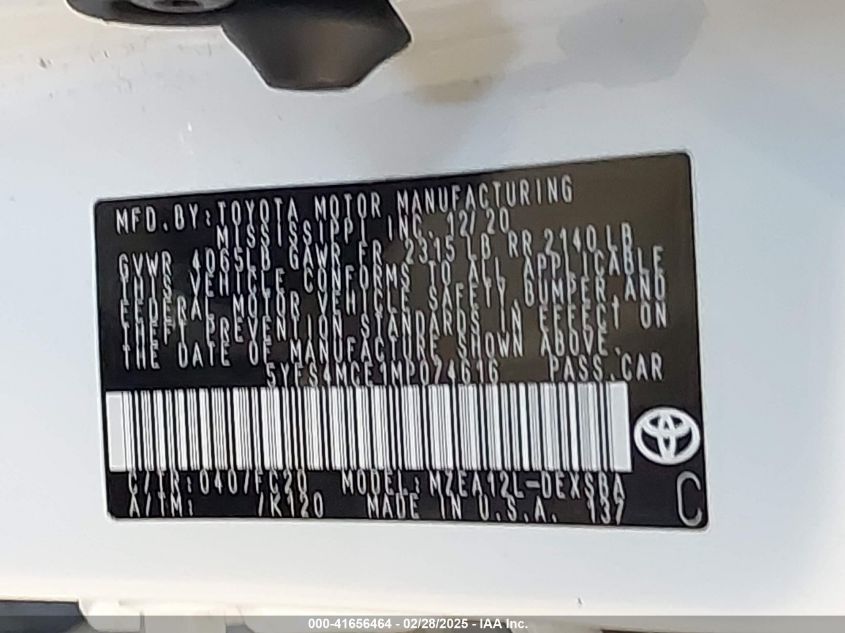 MFD.BY:TOYOTA MOTOR MANUFACTURING
MISSISSIPPI INC. 12/20
GVWR 4065LB GAWR FR 2315 LB RR 2140LB
THIS VEHICLE CONFORMS TO ALL APPLICABLE
FEDERAL MOTOR VEHICLE SAFETY, BUMPER, AND
THEFT PREVENTION STANDARDS IN EFFECT ON
THE DATE OF MANUFACTURE SHOWN ABOVE.
5YFS4MCE1MP074616 PASS.CAR
C/TR:040/FC20 MODEL:MZEA12L-DEXSBA
A/TM: /K120 MADE IN U.S.A. 137
C
000-41656464 - 02/28/2025 - IAA Inc.